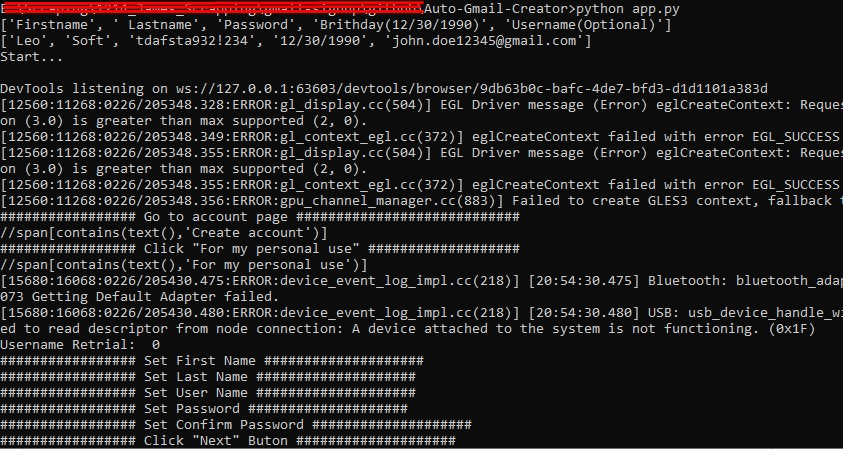 Auto-Gmail-Creator>python app.py
['Firstname', ' Lastname', 'Password', 'Brithday(12/30/1990)', 'Username(Optional)']
['Leo', 'Soft', 'tdafsta932!234', '12/30/1990', 'john.doe12345@gmail.com']
Start...
DevTools listening on ws://127.0.0.1:63603/devtools/browser/9db63b0c-bafc-4de7-bfd3-d1d1101a383d
[12560:11268:0226/205348.328:ERROR:gl_display.cc(504)] EGL Driver message (Error) eglCreateContext: Reques
on (3.0) is greater than max supported (2, 0).
[12560:11268:0226/205348.349:ERROR:gl_context_egl.cc(372)] eglCreateContext failed with error EGL_SUCCESS
[12560:11268:0226/205348.355:ERROR:gl_display.cc(504)] EGL Driver message (Error) eglCreateContext: Reques
on (3.0) is greater than max supported (2, 0).
[12560:11268:0226/205348.355:ERROR:gl_context_egl.cc(372)] eglCreateContext failed with error EGL_SUCCESS
[12560:11268:0226/205348.356:ERROR:gpu_channel_manager.cc(883)] Failed to create GLES3 context, fallback t
################# Go to account page ############################
//span[contains(text(),'Create account')]
################# Click "For my personal use" ###################
//span[contains(text(),'For my personal use')]
[15680:16068:0226/205430.475:ERROR:device_event_log_impl.cc(218)] [20:54:30.475] Bluetooth: bluetooth_adap
073 Getting Default Adapter failed.
[15680:16068:0226/205430.480:ERROR:device_event_log_impl.cc(218)] [20:54:30.480] USB: usb_device_handle_wi
ed to read descriptor from node connection: A device attached to the system is not functioning. (0x1F)
Username Retrial:  0
################# Set First Name ####################
################# Set Last Name ####################
################# Set User Name ####################
################# Set Password ####################
################# Set Confirm Password ####################
################# Click "Next" Buton ####################